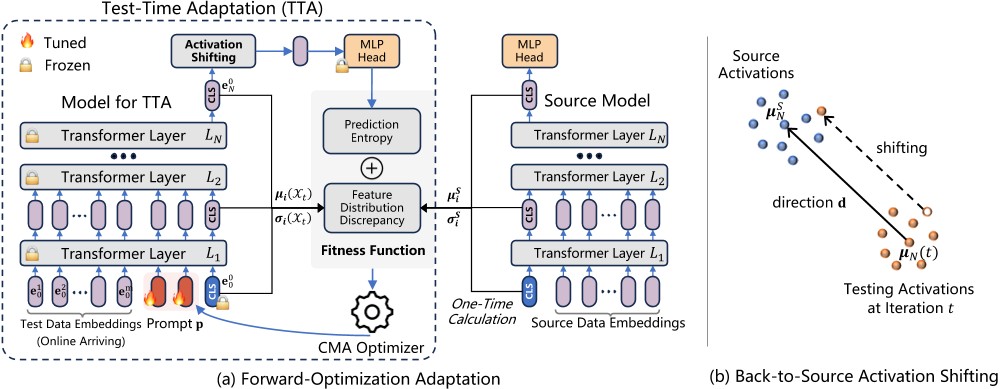 Test-Time Adaptation (TTA)
Tuned
Frozen
Activation
Shifting
MLP
Head
Model for TTA
CLS
e_N^0
Transformer Layer L_N
Transformer Layer L_2
CLS
Transformer Layer L_1
e_0^1
e_0^2
e_0^m
CLS
e_0^0
Test Data Embeddings
(Online Arriving)
Prompt p
Prediction
Entropy
Feature
Distribution
Discrepancy
Fitness Function
μ_i(X_t)
σ_i(X_t)
μ_i^S
σ_i^S
CMA Optimizer
One-Time
Calculation
MLP
Head
CLS
Source Model
Transformer Layer L_N
Transformer Layer L_2
CLS
Transformer Layer L_1
CLS
Source Data Embeddings
(a) Forward-Optimization Adaptation
Source
Activations
μ_N^S
shifting
direction d
μ_N(t)
Testing Activations
at Iteration t
(b) Back-to-Source Activation Shifting